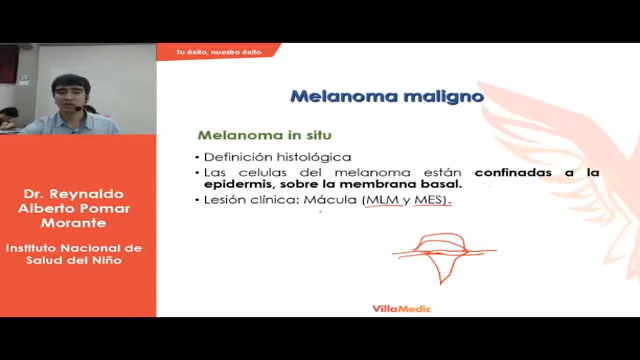 Tu éxito, nuestro éxito
Melanoma maligno
Melanoma in situ
• Definición histológica
• Las celulas del melanoma están confinadas a la
epidermis, sobre la membrana basal.
• Lesión clínica: Mácula (MLM y MES).
Dr. Reynaldo
Alberto Pomar
Morante
Instituto Nacional de
Salud del Niño
VillaMedic